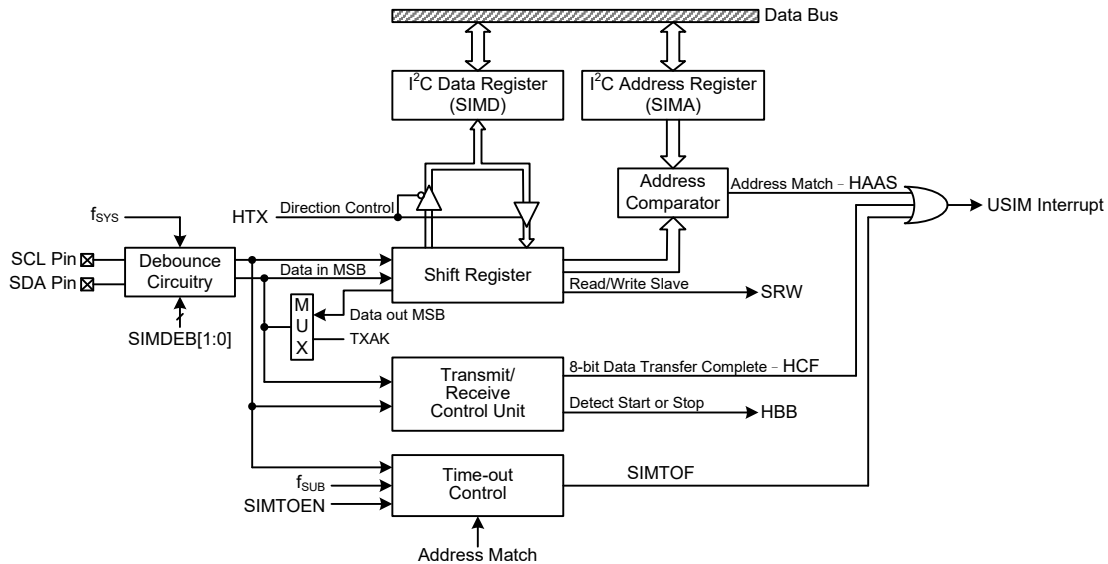 Data Bus
I²C Data Register
(SIMD)
I²C Address Register
(SIMA)
Address
Comparator
Address Match - HAAS
USIM Interrupt
HTX
Direction Control
fSYS
SCL Pin
SDA Pin
Debounce
Circuitry
SIMDEB[1:0]
Data in MSB
Shift Register
Read/Write Slave
SRW
M
U
X
Data out MSB
TXAK
Transmit/
Receive
Control Unit
8-bit Data Transfer Complete - HCF
Detect Start or Stop
HBB
fSUB
SIMTOEN
Time-out
Control
SIMTOF
Address Match